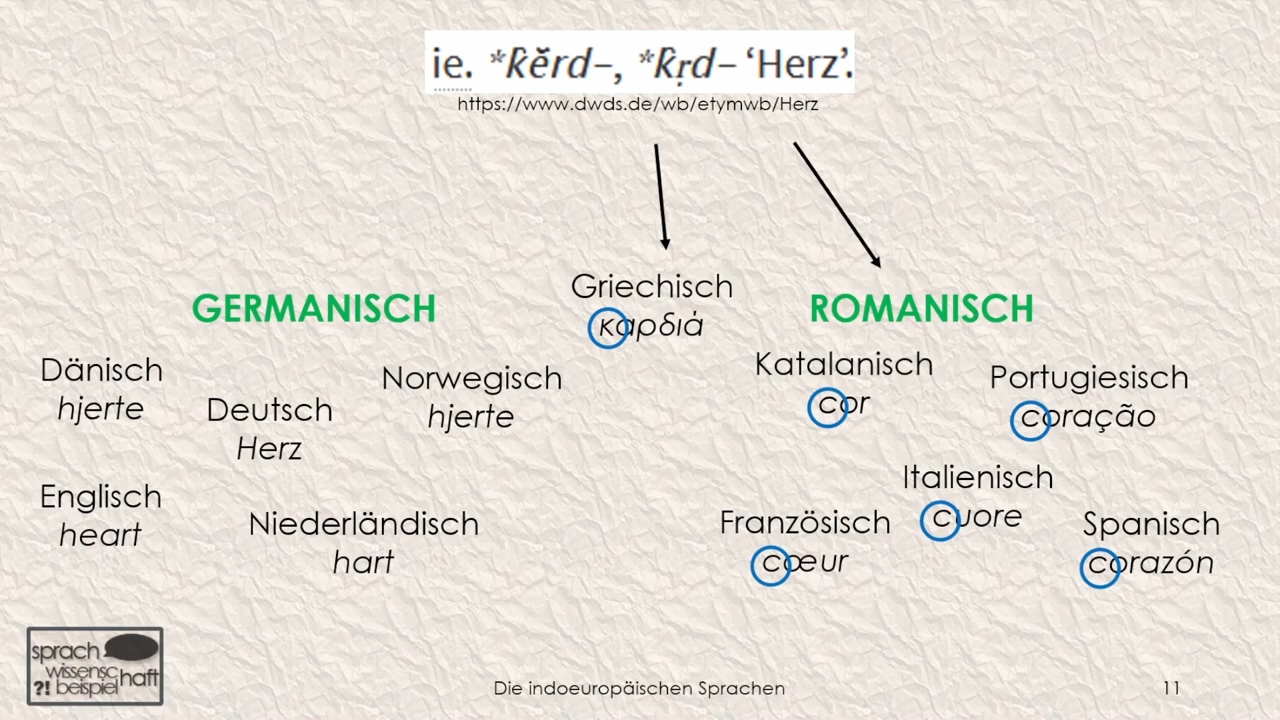 ie. *k̂ĕrd–, *k̂r̥d– ‘Herz’.
https://www.dwds.de/wb/etymwb/Herz
Griechisch
καρδιά
GERMANISCH
Dänisch
hjerte
Deutsch
Herz
Norwegisch
hjerte
Englisch
heart
Niederländisch
hart
ROMANISCH
Katalanisch
cor
Portugiesisch
coração
Italienisch
cuore
Französisch
cœur
Spanisch
corazón
sprach
wissensc
haft
?! beispiel
Die indoeuropäischen Sprachen
11